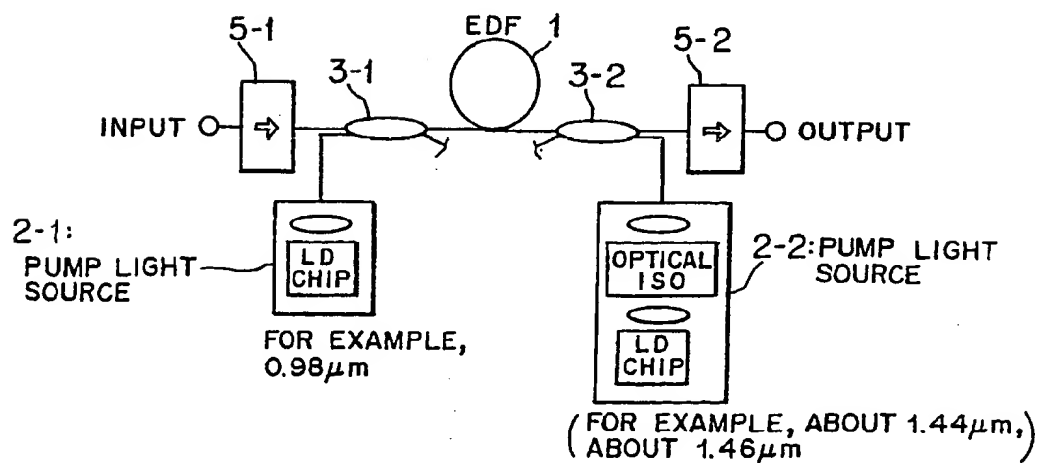 EDF 1
5-1
5-2
3-1
3-2
INPUT
OUTPUT
2-1:
PUMP LIGHT
SOURCE
LD
CHIP
FOR EXAMPLE,
0.98μm
OPTICAL
ISO
LD
CHIP
2-2: PUMP LIGHT
SOURCE
(FOR EXAMPLE, ABOUT 1.44μm,
ABOUT 1.46μm)